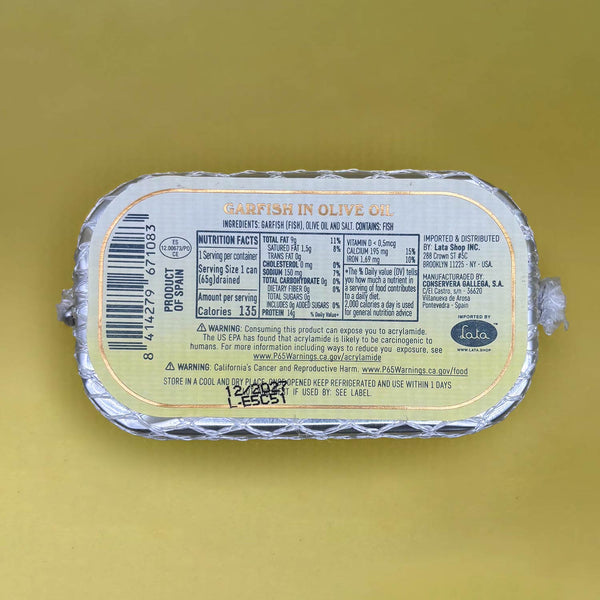 GARFISH IN OLIVE OIL
INGREDIENTS: GARFISH (FISH), OLIVE OIL AND SALT. CONTAINS: FISH
8 414279 671083
PRODUCT
OF SPAIN
ES
12.00673/PO
CE
NUTRITION FACTS
1 Serving per container
Serving Size 1 can
(65g)drained
Amount per serving
Calories 135
TOTAL FAT 9g 11%
SATURED FAT 1,5g 8%
TRANS FAT 0g
CHOLESTEROL 0 mg 0%
SODIUM 150 mg 7%
TOTAL CARBOHYDRATE 0g 0%
DIETARY FIBER 0g 0%
TOTAL SUGARS 0g
INCLUDES 0g ADDED SUGARS 0%
PROTEIN 14g % Daily Value*
VITAMIN D < 0,5mcg
CALCIUM 195 mg 15%
IRON 1,69 mg 10%
*The % Daily value (DV) tells
you how much a nutrient in
a serving of food contributes
to a daily diet.
2,000 calories a day is used
for general nutrition advice
IMPORTED & DISTRIBUTED
BY: Lata Shop INC.
288 Crown ST #5C
BROOKLYN 11225 - NY - USA.
MANUFACTURED BY:
CONSERVERA GALLEGA, S.A.
C/El Castro, s/n - 36620
Villanueva de Arosa
Pontevedra - Spain
IMPORTED BY
Lata
WWW.LATA.SHOP
WARNING: Consuming this product can expose you to acrylamide.
The US EPA has found that acrylamide is likely to be carcinogenic to
humans. For more information including ways to reduce you exposure, see
www.P65Warnings.ca.gov/acrylamide
WARNING: California's Cancer and Reproductive Harm. www.P65Warnings.ca.gov/food
STORE IN A COOL AND DRY PLACE. ONCE OPENED KEEP REFRIGERATED AND USE WITHIN 1 DAYS
BEST IF USED BY: SEE LABEL.
12/2027
L-E5C51